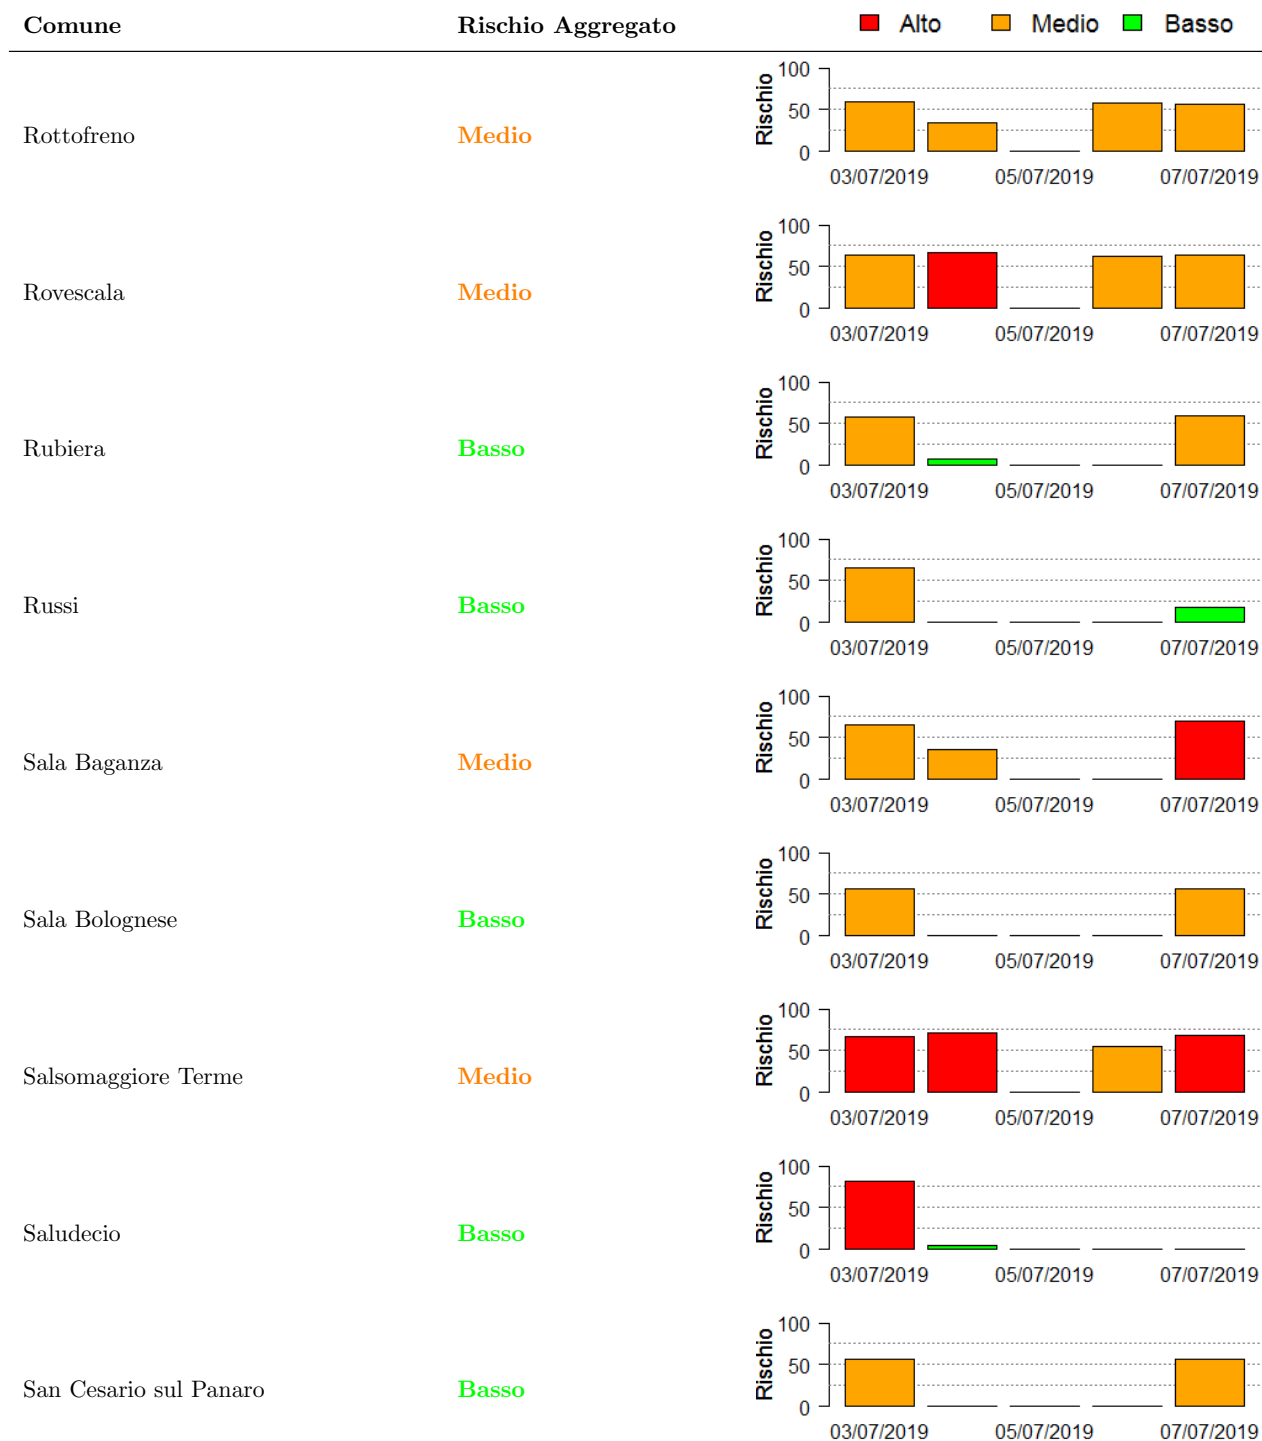 Comune Rischio Aggregato Alto Medio Basso
Rottofreno Medio Rischio 100 50 0
03/07/2019 05/07/2019 07/07/2019
Rovescala Medio Rischio 100 50 0
03/07/2019 05/07/2019 07/07/2019
Rubiera Basso Rischio 100 50 0
03/07/2019 05/07/2019 07/07/2019
Russi Basso Rischio 100 50 0
03/07/2019 05/07/2019 07/07/2019
Sala Baganza Medio Rischio 100 50 0
03/07/2019 05/07/2019 07/07/2019
Sala Bolognese Basso Rischio 100 50 0
03/07/2019 05/07/2019 07/07/2019
Salsomaggiore Terme Medio Rischio 100 50 0
03/07/2019 05/07/2019 07/07/2019
Saludecio Basso Rischio 100 50 0
03/07/2019 05/07/2019 07/07/2019
San Cesario sul Panaro Basso Rischio 100 50 0
03/07/2019 05/07/2019 07/07/2019